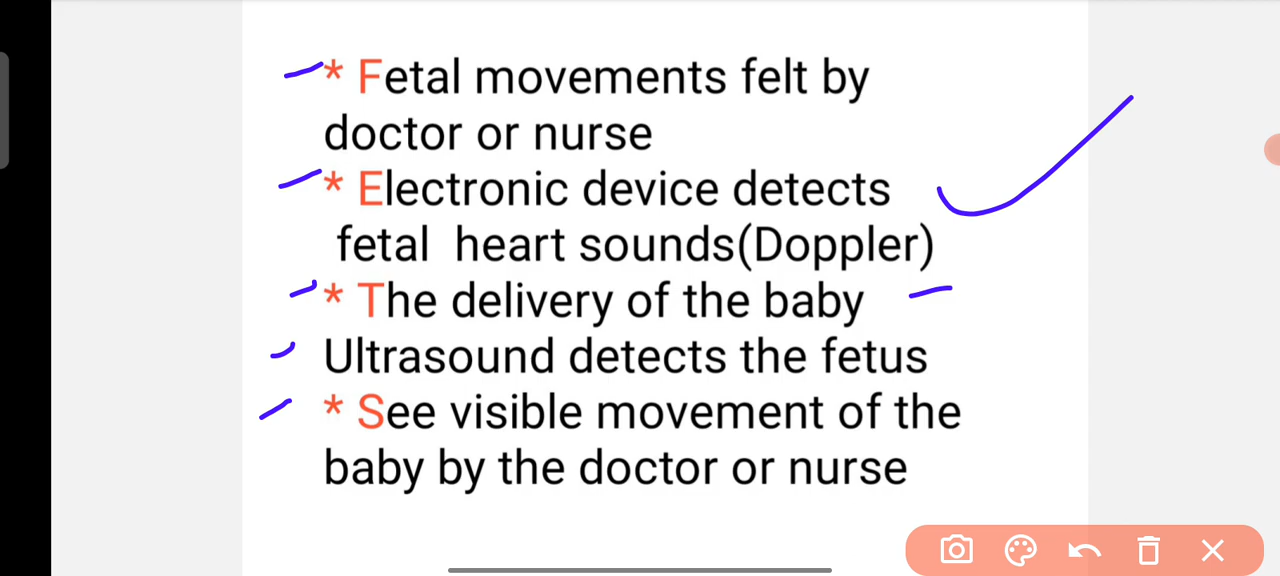 * Fetal movements felt by
doctor or nurse
* Electronic device detects
fetal heart sounds(Doppler)
* The delivery of the baby
Ultrasound detects the fetus
* See visible movement of the
baby by the doctor or nurse